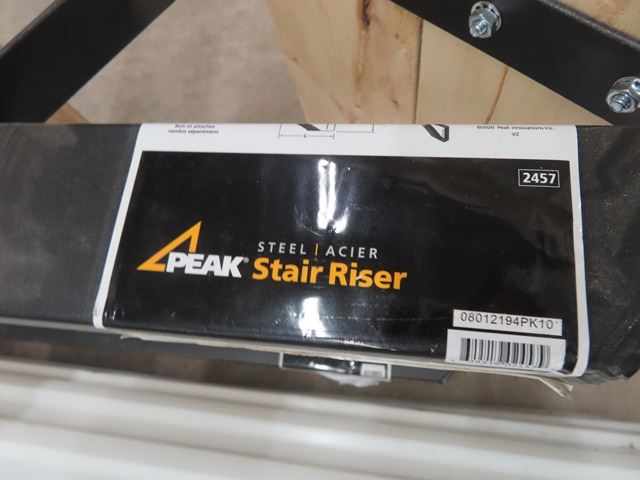 Bois et attaches
vendus séparément
L
©2020 Peak Innovations Inc.
V2
2457
STEEL | ACIER
PEAK® Stair Riser
08012194PK10